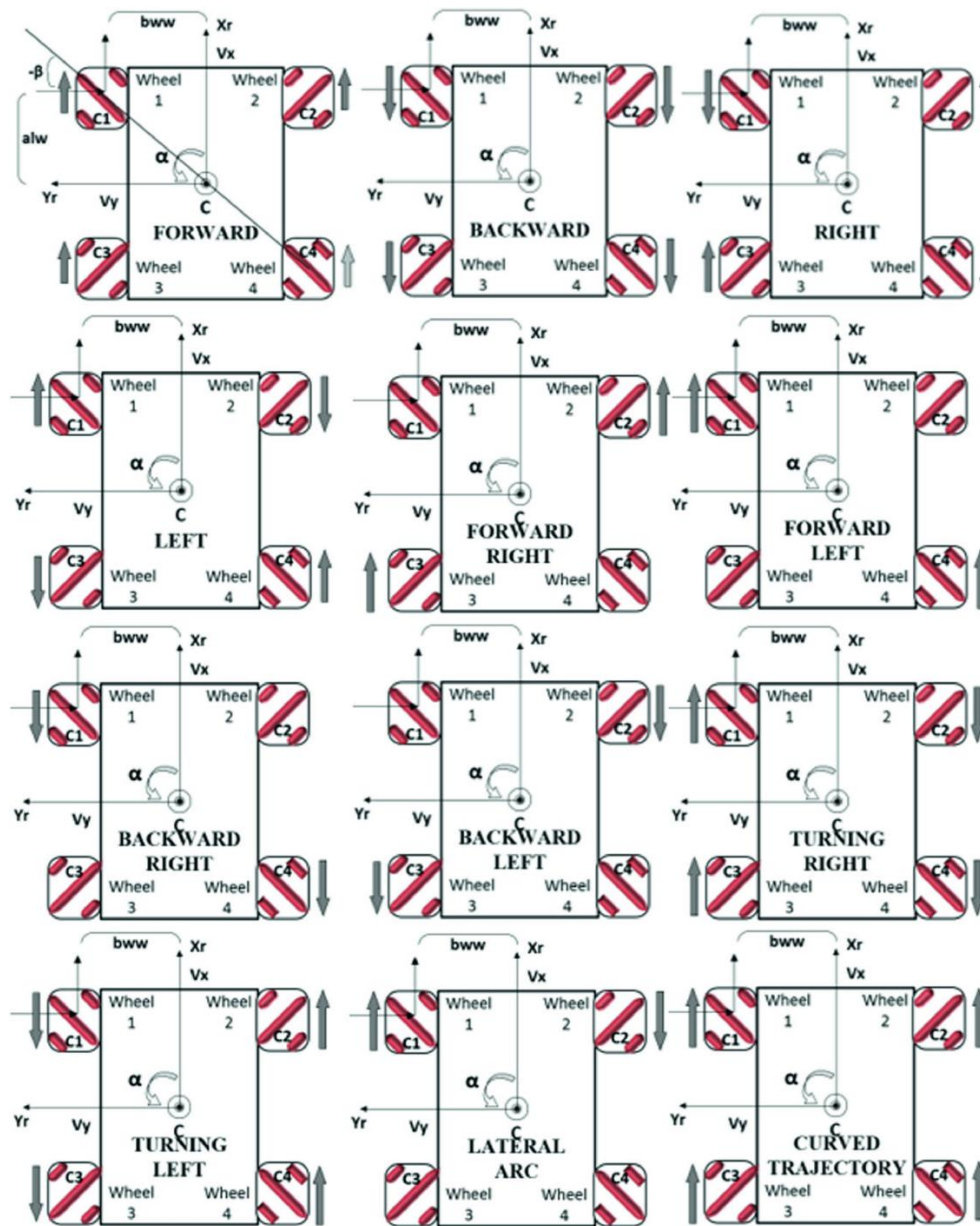 bww Xr
Vx
-β
Wheel Wheel
1 2
C1 C2
alw
α
Yr Vy C
FORWARD
C3 C4
Wheel Wheel
3 4
bww Xr
Vx
Wheel Wheel
1 2
C1 C2
α
Yr Vy C
BACKWARD
C3 C4
Wheel Wheel
3 4
bww Xr
Vx
Wheel Wheel
1 2
C1 C2
α
Yr Vy C
RIGHT
C3 C4
Wheel Wheel
3 4
bww Xr
Vx
Wheel Wheel
1 2
C1 C2
α
Yr Vy C
LEFT
C3 C4
Wheel Wheel
3 4
bww Xr
Vx
Wheel Wheel
1 2
C1 C2
α
Yr Vy C
FORWARD
RIGHT
C3 C4
Wheel Wheel
3 4
bww Xr
Vx
Wheel Wheel
1 2
C1 C2
α
Yr Vy C
FORWARD
LEFT
C3 C4
Wheel Wheel
3 4
bww Xr
Vx
Wheel Wheel
1 2
C1 C2
α
Yr Vy C
BACKWARD
RIGHT
C3 C4
Wheel Wheel
3 4
bww Xr
Vx
Wheel Wheel
1 2
C1 C2
α
Yr Vy C
BACKWARD
LEFT
C3 C4
Wheel Wheel
3 4
bww Xr
Vx
Wheel Wheel
1 2
C1 C2
α
Yr Vy C
TURNING
RIGHT
C3 C4
Wheel Wheel
3 4
bww Xr
Vx
Wheel Wheel
1 2
C1 C2
α
Yr Vy C
TURNING
LEFT
C3 C4
Wheel Wheel
3 4
bww Xr
Vx
Wheel Wheel
1 2
C1 C2
α
Yr Vy C
LATERAL
ARC
C3 C4
Wheel Wheel
3 4
bww Xr
Vx
Wheel Wheel
1 2
C1 C2
α
Yr Vy C
CURVED
TRAJECTORY
C3 C4
Wheel Wheel
3 4